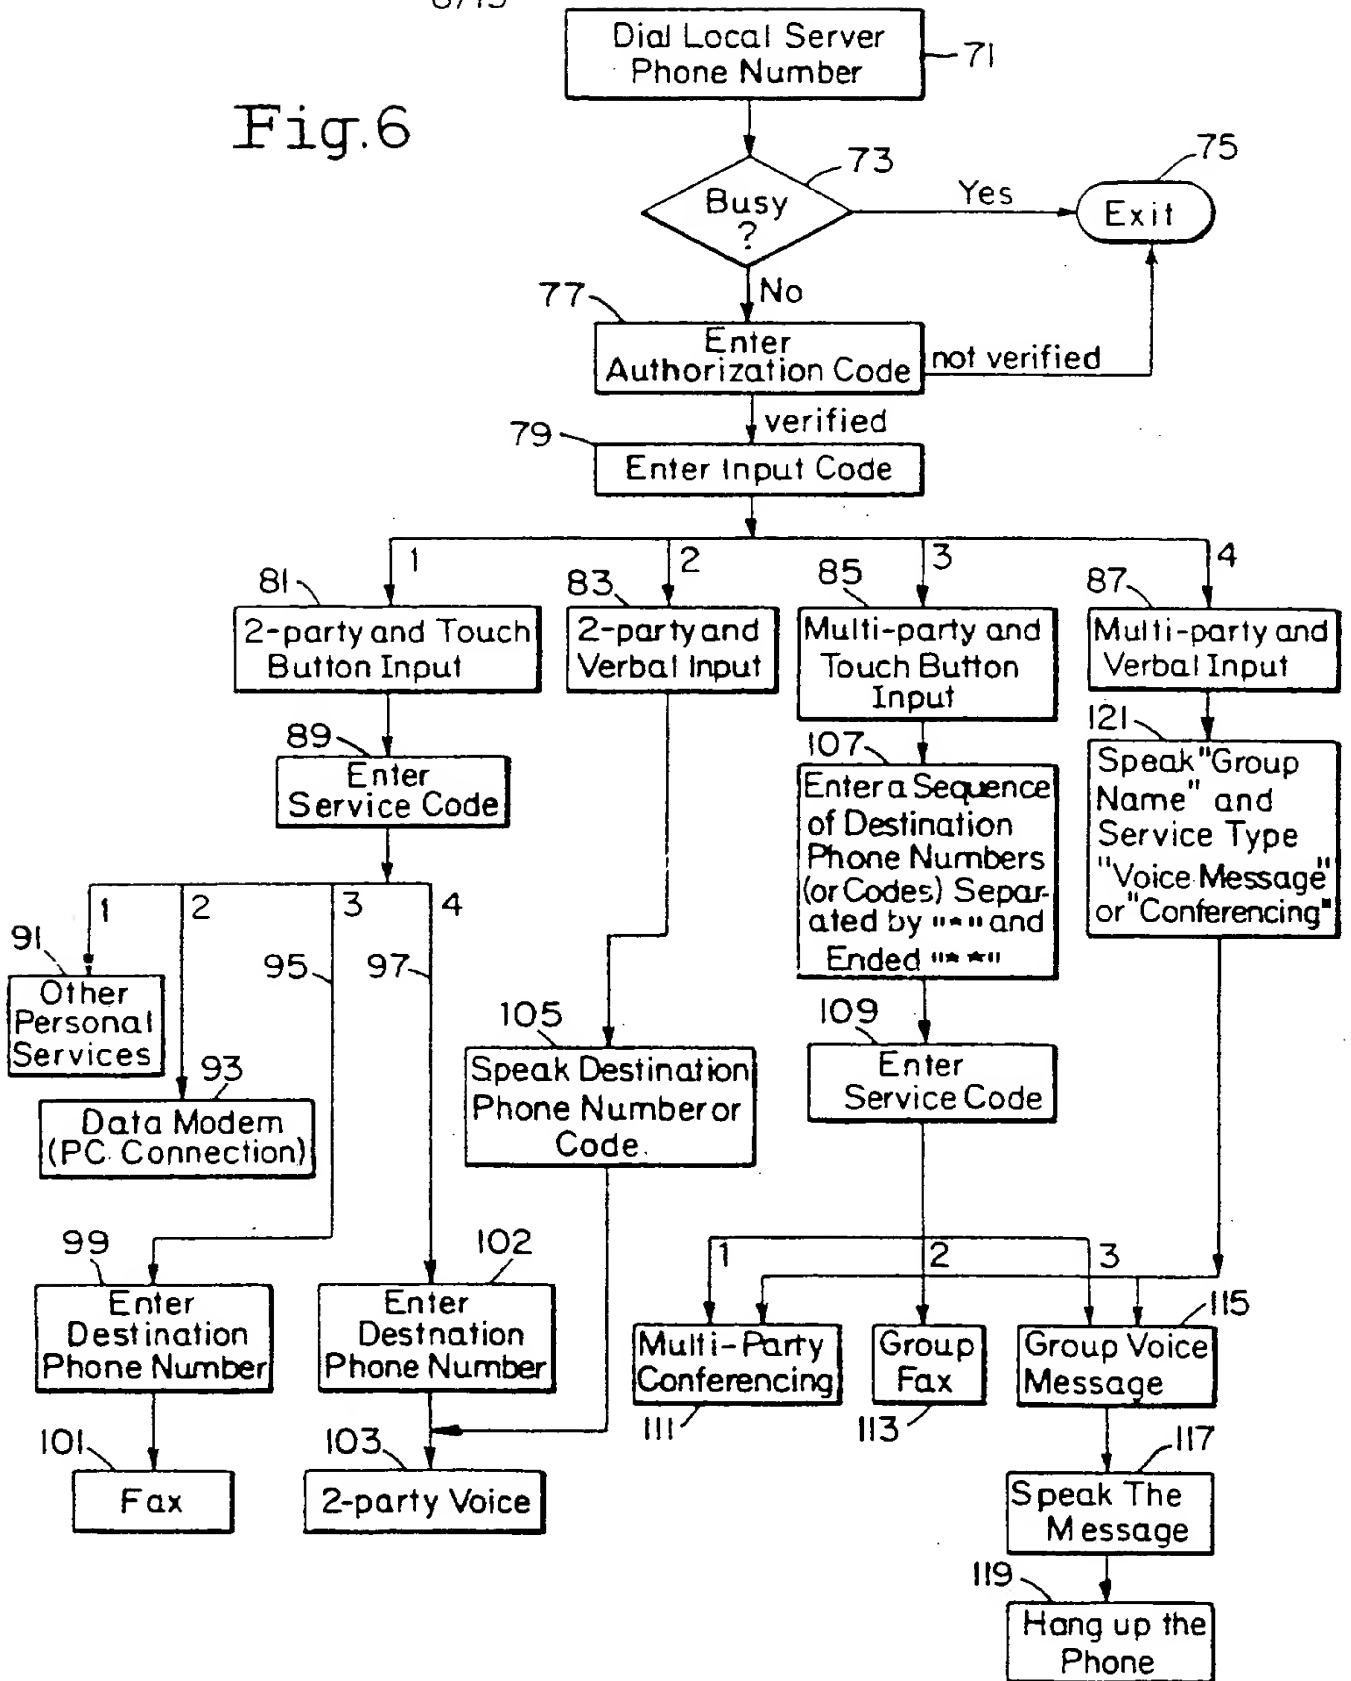 Dial Local Server
Phone Number
71
Fig.6
73
75
Busy
?
Yes
Exit
No
77
Enter
Authorization Code
not verified
verified
79
Enter Input Code
1
2
3
4
81
83
85
87
2-party and Touch
Button Input
2-party and
Verbal Input
Multi-party and
Touch Button
Input
Multi-party and
Verbal Input
89
107
121
Enter
Service Code
Enter a Sequence
of Destination
Phone Numbers
(or Codes) Separ-
ated by "*" and
Ended "**"
Speak "Group
Name" and
Service Type
"Voice Message"
or "Conferencing"
1
2
3
4
91
95
97
Other
Personal
Services
105
109
93
Speak Destination
Phone Number or
Code.
Enter
Service Code
Data Modem
(PC Connection)
99
102
1
2
3
Enter
Destination
Phone Number
Enter
Destnation
Phone Number
115
Multi-Party
Conferencing
Group
Fax
Group Voice
Message
111
113
101
103
117
Fax
2-party Voice
Speak The
Message
119
Hang up the
Phone